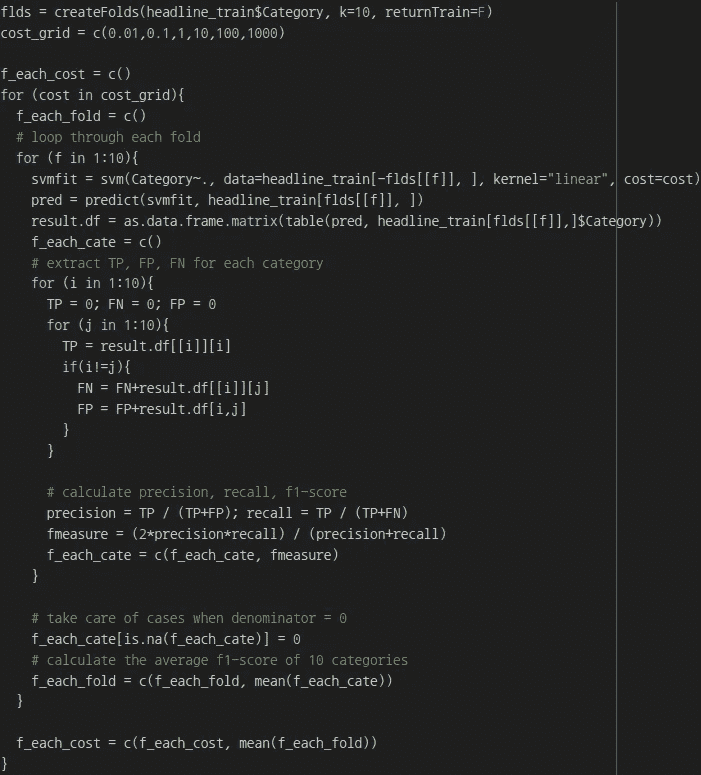 flds = createFolds(headline_train$Category, k=10, returnTrain=F)
cost_grid = c(0.01,0.1,1,10,100,1000)
f_each_cost = c()
for (cost in cost_grid){
  f_each_fold = c()
  # loop through each fold
  for (f in 1:10){
    svmfit = svm(Category~., data=headline_train[-flds[[f]], ], kernel="linear", cost=cost)
    pred = predict(svmfit, headline_train[flds[[f]], ])
    result.df = as.data.frame.matrix(table(pred, headline_train[flds[[f]],]$Category))
    f_each_cate = c()
    # extract TP, FP, FN for each category
    for (i in 1:10){
      TP = 0; FN = 0; FP = 0
      for (j in 1:10){
        TP = result.df[[i]][i]
        if(i!=j){
          FN = FN+result.df[[i]][j]
          FP = FP+result.df[i,j]
        }
      }
      # calculate precision, recall, f1-score
      precision = TP / (TP+FP); recall = TP / (TP+FN)
      fmeasure = (2*precision*recall) / (precision+recall)
      f_each_cate = c(f_each_cate, fmeasure)
    }
    # take care of cases when denominator = 0
    f_each_cate[is.na(f_each_cate)] = 0
    # calculate the average f1-score of 10 categories
    f_each_fold = c(f_each_fold, mean(f_each_cate))
  }
  f_each_cost = c(f_each_cost, mean(f_each_fold))
}